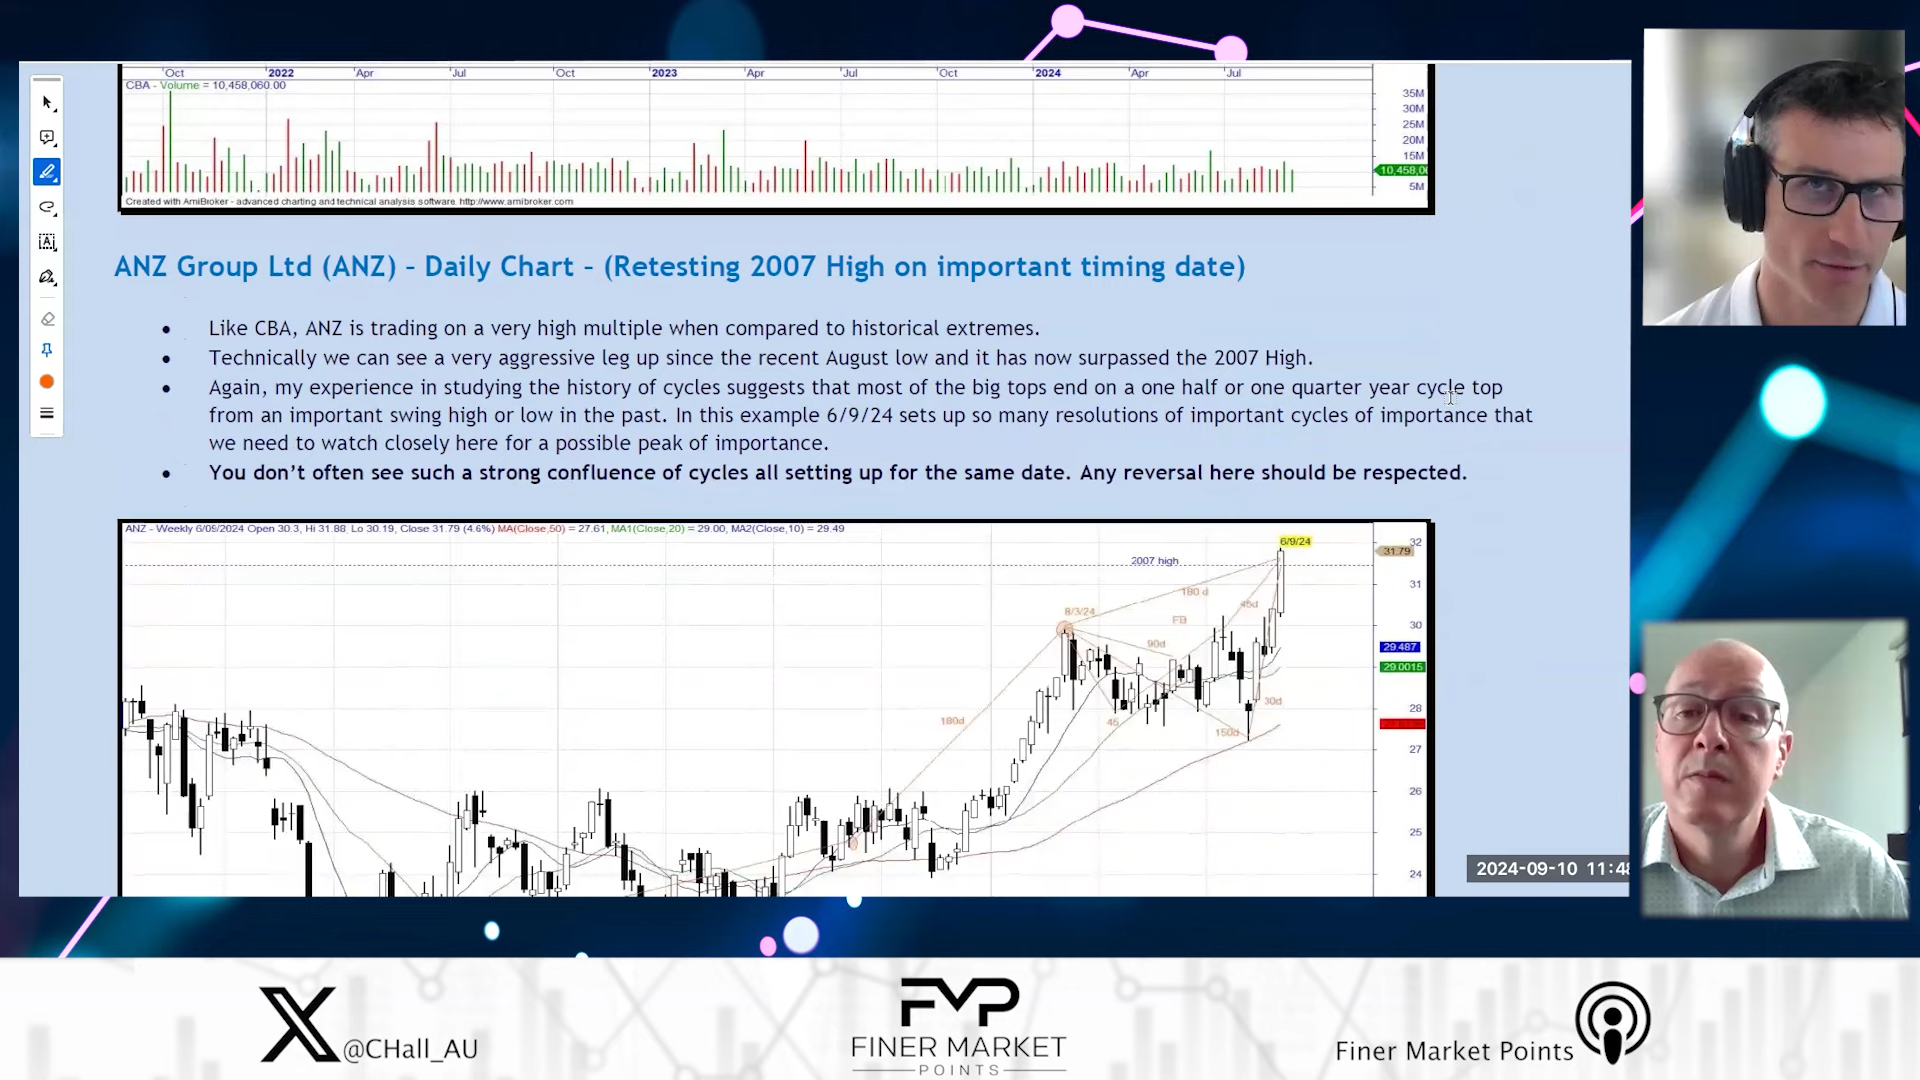 Oct 2022 Apr Jul Oct 2023 Apr Jul Oct 2024 Apr Jul
CBA - Volume = 10,458,060.00
35M
30M
25M
20M
15M
10,458,0
5M
Created with AmiBroker - advanced charting and technical analysis software. http://www.amibroker.com
ANZ Group Ltd (ANZ) – Daily Chart – (Retesting 2007 High on important timing date)
• Like CBA, ANZ is trading on a very high multiple when compared to historical extremes.
• Technically we can see a very aggressive leg up since the recent August low and it has now surpassed the 2007 High.
• Again, my experience in studying the history of cycles suggests that most of the big tops end on a one half or one quarter year cycle top
from an important swing high or low in the past. In this example 6/9/24 sets up so many resolutions of important cycles of importance that
we need to watch closely here for a possible peak of importance.
• You don’t often see such a strong confluence of cycles all setting up for the same date. Any reversal here should be respected.
ANZ - Weekly 6/09/2024 Open 30.3, Hi 31.88, Lo 30.19, Close 31.79 (4.6%) MA(Close,50) = 27.61, MA1(Close,20) = 29.00, MA2(Close,10) = 29.49
6/9/24
32
31.79
2007 high
31
180 d
45d
8/3/24
FB
30
90d
29.487
29.0015
30d
28
180d
45
150d
27
26
25
24
2024-09-10 11:48
X @CHall_AU
FMP
FINER MARKET
POINTS
Finer Market Points